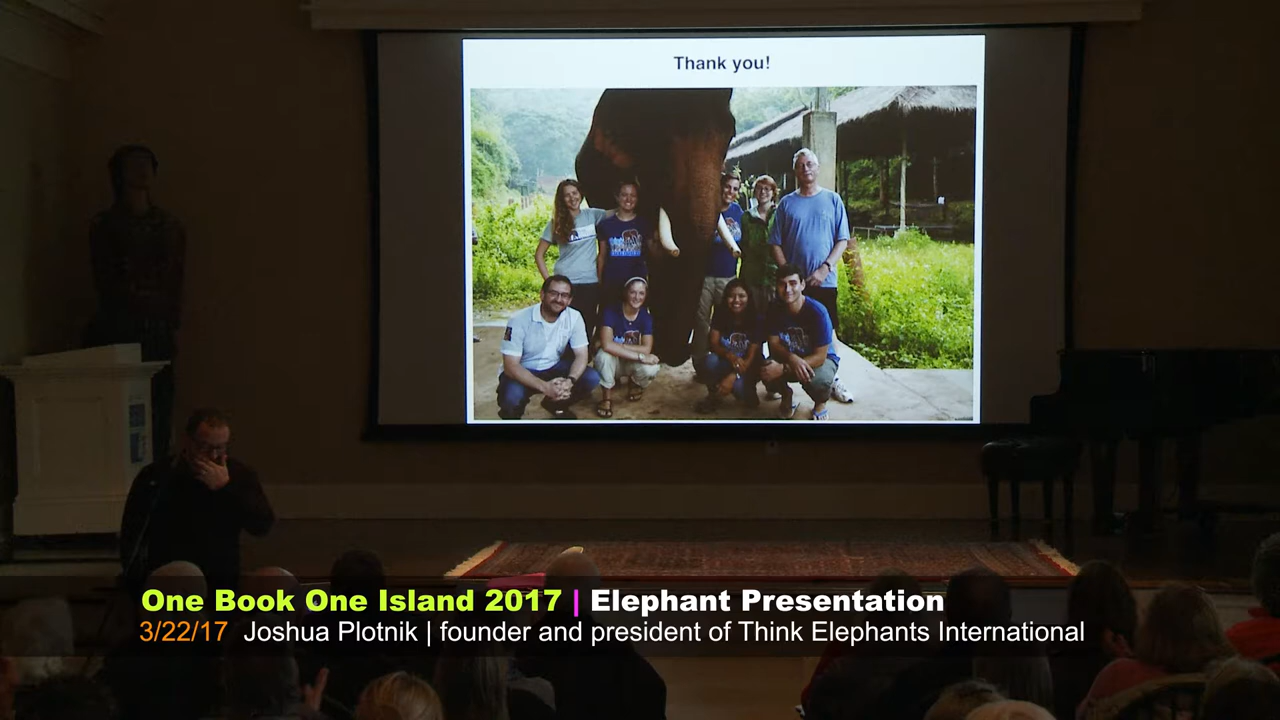 Thank you!
One Book One Island 2017 | Elephant Presentation
3/22/17 Joshua Plotnik | founder and president of Think Elephants International